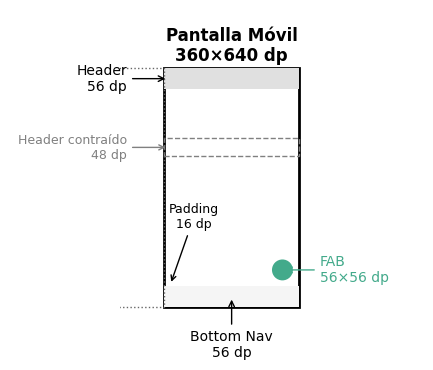 Pantalla Móvil
360×640 dp
Header
56 dp
Header contraído
48 dp
Padding
16 dp
FAB
56×56 dp
Bottom Nav
56 dp